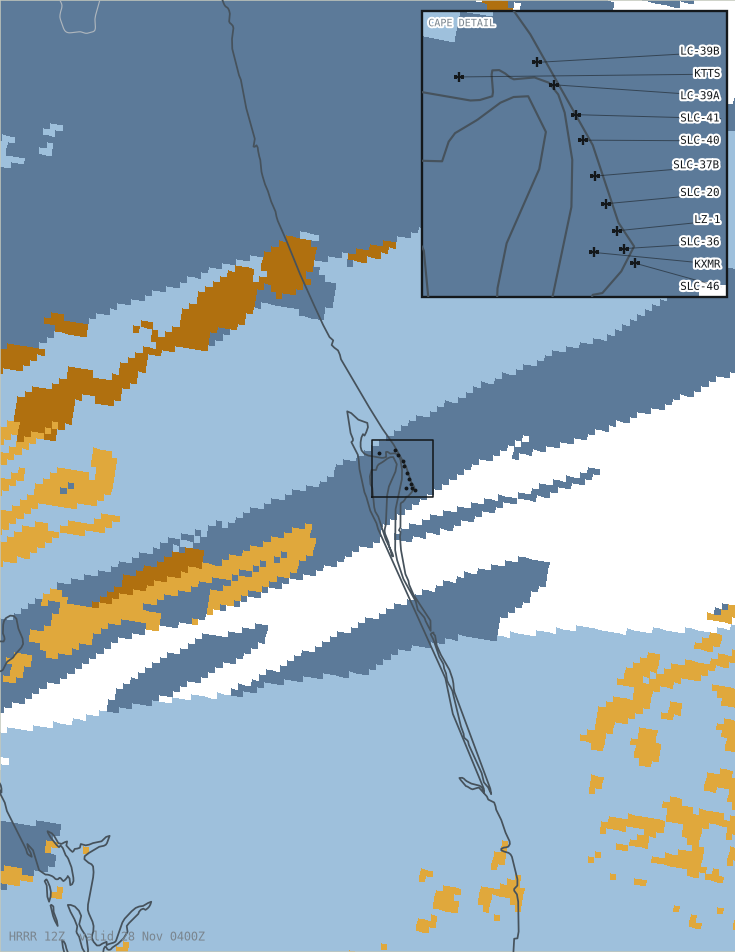 CAPE DETAIL
LC-39B
KTTS
LC-39A
SLC-41
SLC-40
SLC-37B
SLC-20
LZ-1
SLC-36
KXMR
SLC-46
HRRR 12Z valid 28 Nov 0400Z